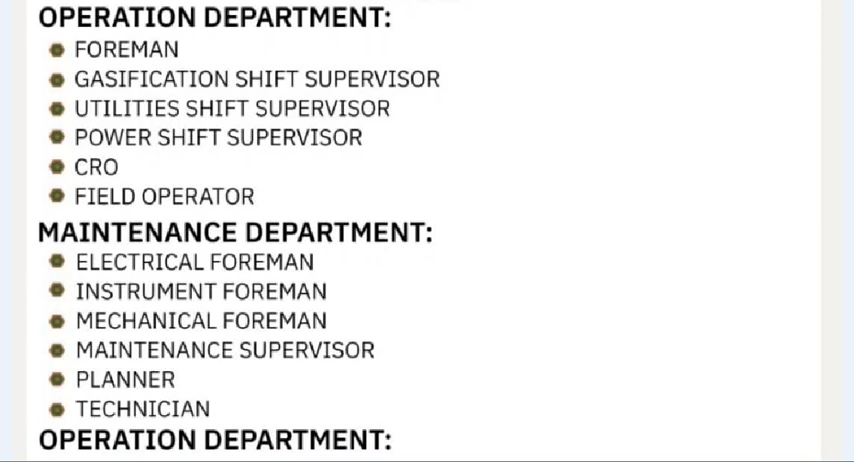 OPERATION DEPARTMENT:
FOREMAN
GASIFICATION SHIFT SUPERVISOR
UTILITIES SHIFT SUPERVISOR
POWER SHIFT SUPERVISOR
CRO
FIELD OPERATOR
MAINTENANCE DEPARTMENT:
ELECTRICAL FOREMAN
INSTRUMENT FOREMAN
MECHANICAL FOREMAN
MAINTENANCE SUPERVISOR
PLANNER
TECHNICIAN
OPERATION DEPARTMENT: